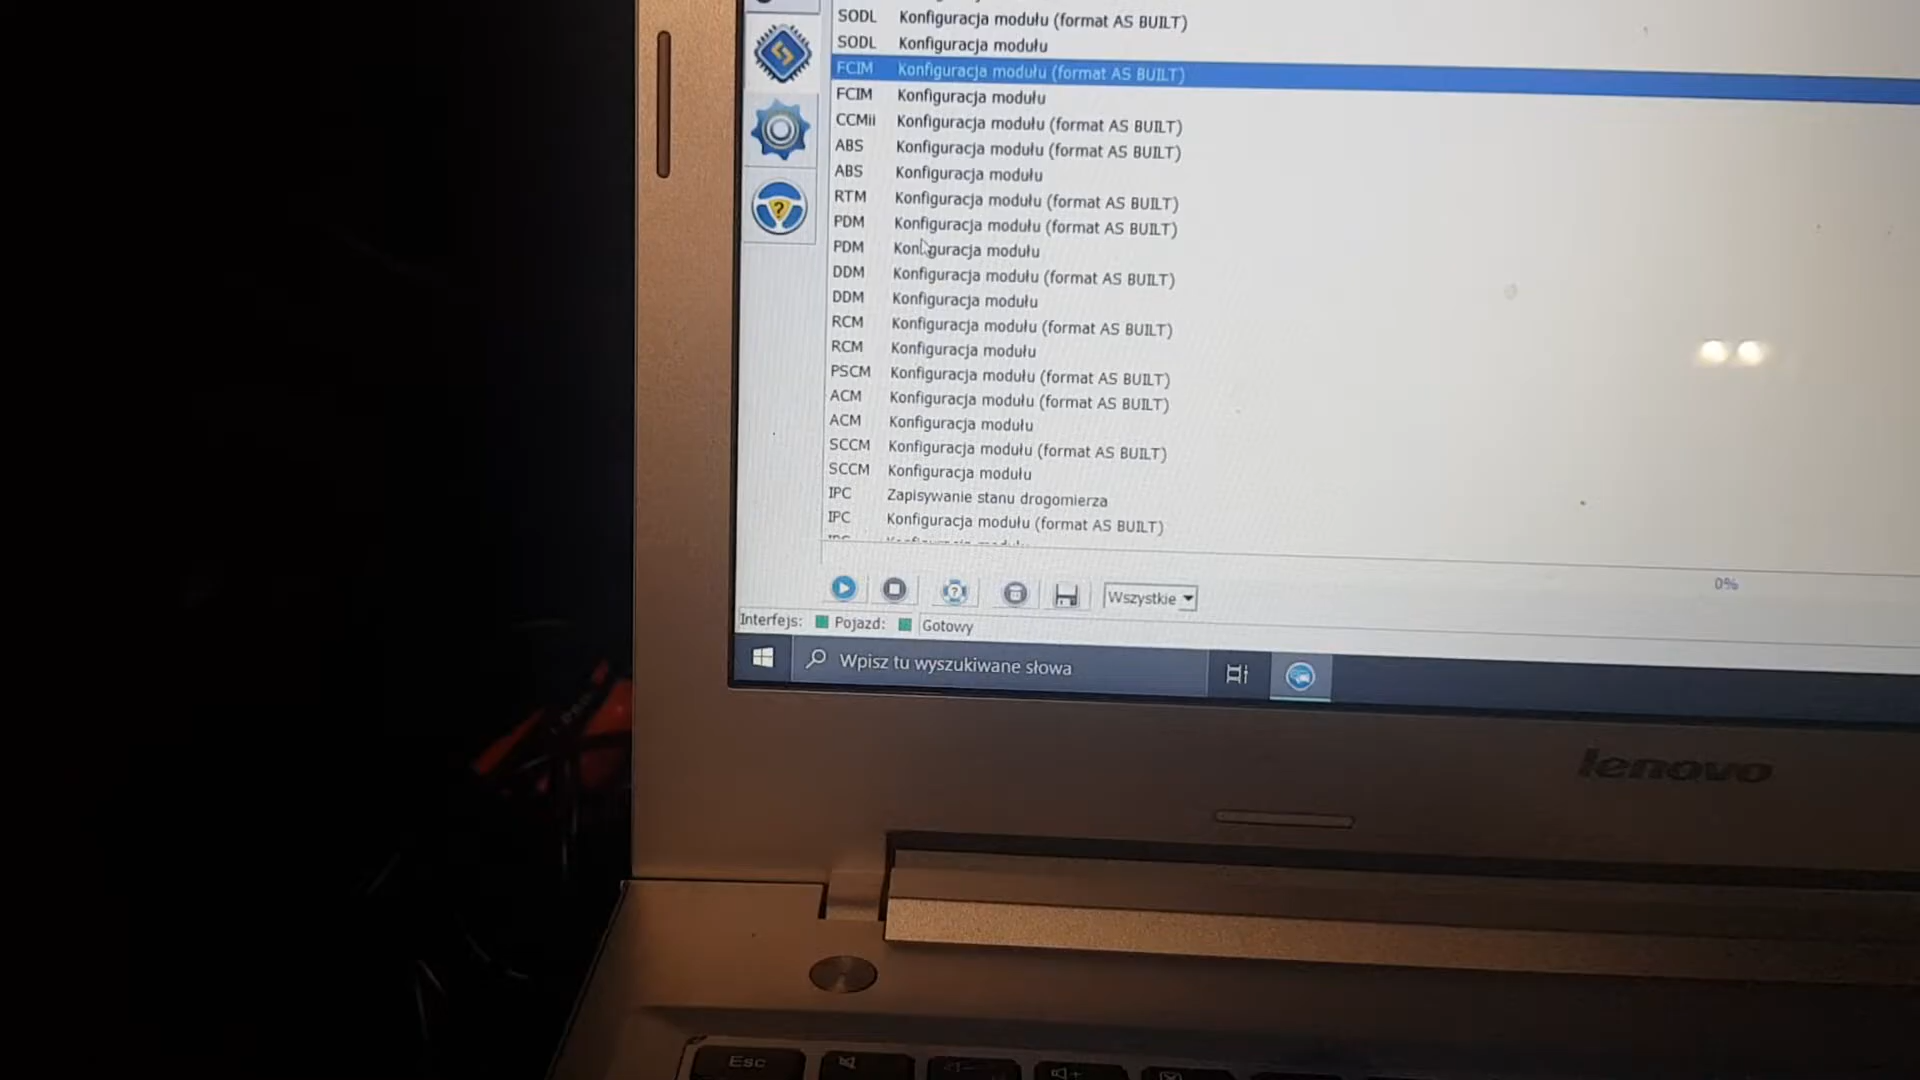 SODL Konfiguracja modułu (format AS BUILT)
SODL Konfiguracja modułu
FCIM Konfiguracja modułu (format AS BUILT)
FCIM Konfiguracja modułu
CCMii Konfiguracja modułu (format AS BUILT)
ABS Konfiguracja modułu (format AS BUILT)
ABS Konfiguracja modułu
RTM Konfiguracja modułu (format AS BUILT)
PDM Konfiguracja modułu (format AS BUILT)
PDM Konfiguracja modułu
DDM Konfiguracja modułu (format AS BUILT)
DDM Konfiguracja modułu
RCM Konfiguracja modułu (format AS BUILT)
RCM Konfiguracja modułu
PSCM Konfiguracja modułu (format AS BUILT)
ACM Konfiguracja modułu (format AS BUILT)
ACM Konfiguracja modułu
SCCM Konfiguracja modułu (format AS BUILT)
SCCM Konfiguracja modułu
IPC Zapisywanie stanu drogomierza
IPC Konfiguracja modułu (format AS BUILT)
Wszystkie
0%
Interfejs: Pojazd: Gotowy
Wpisz tu wyszukiwane słowa
lenovo
Esc